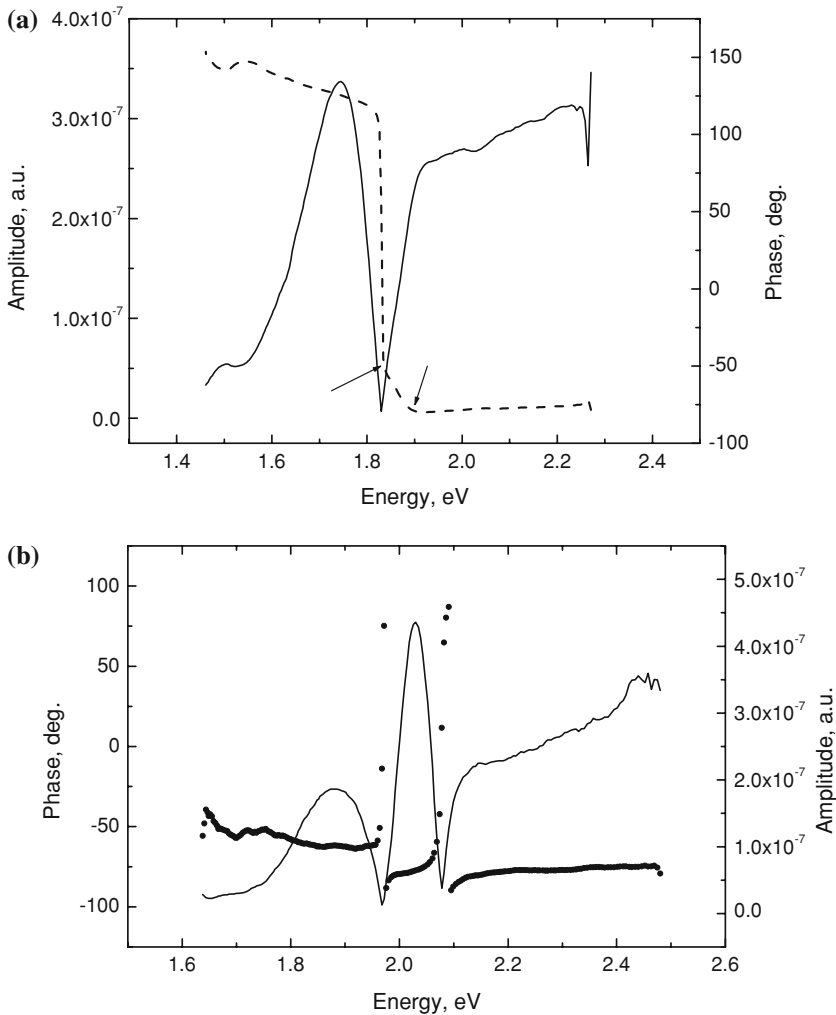 (a)
4.0x10-7
3.0x10-7
2.0x10-7
1.0x10-7
0.0
Amplitude, a.u.
150
100
50
0
-50
-100
Phase, deg.
1.4 1.6 1.8 2.0 2.2 2.4
Energy, eV
(b)
100
50
0
-50
-100
Phase, deg.
5.0x10-7
4.0x10-7
3.0x10-7
2.0x10-7
1.0x10-7
0.0
Amplitude, a.u.
1.6 1.8 2.0 2.2 2.4 2.6
Energy, eV